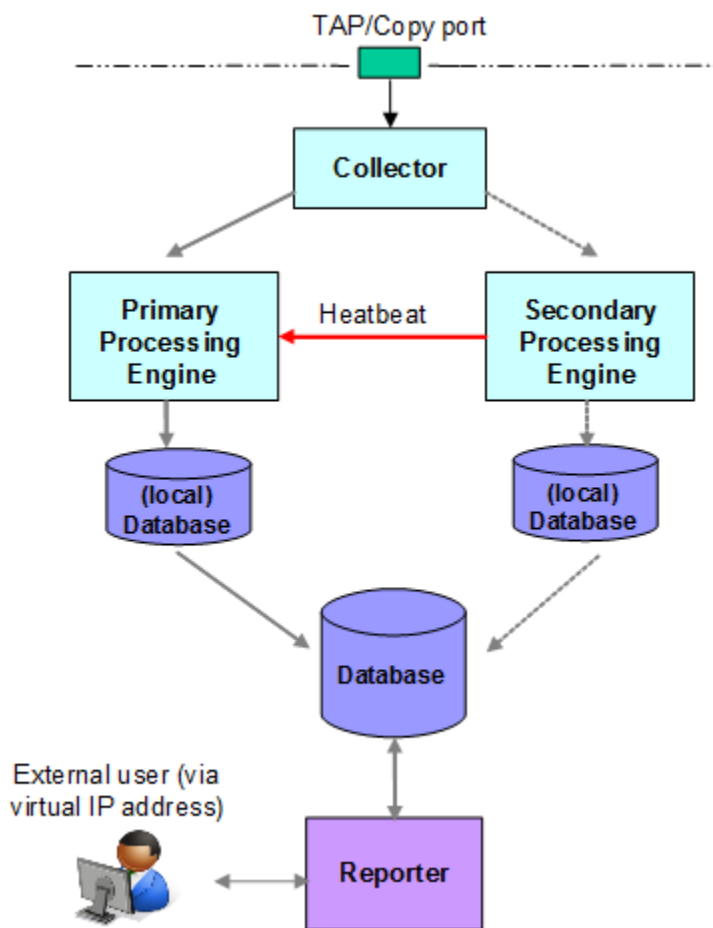 TAP/Copy port
Collector
Primary
Processing
Engine
Heatbeat
Secondary
Processing
Engine
(local)
Database
(local)
Database
Database
External user (via
virtual IP address)
Reporter